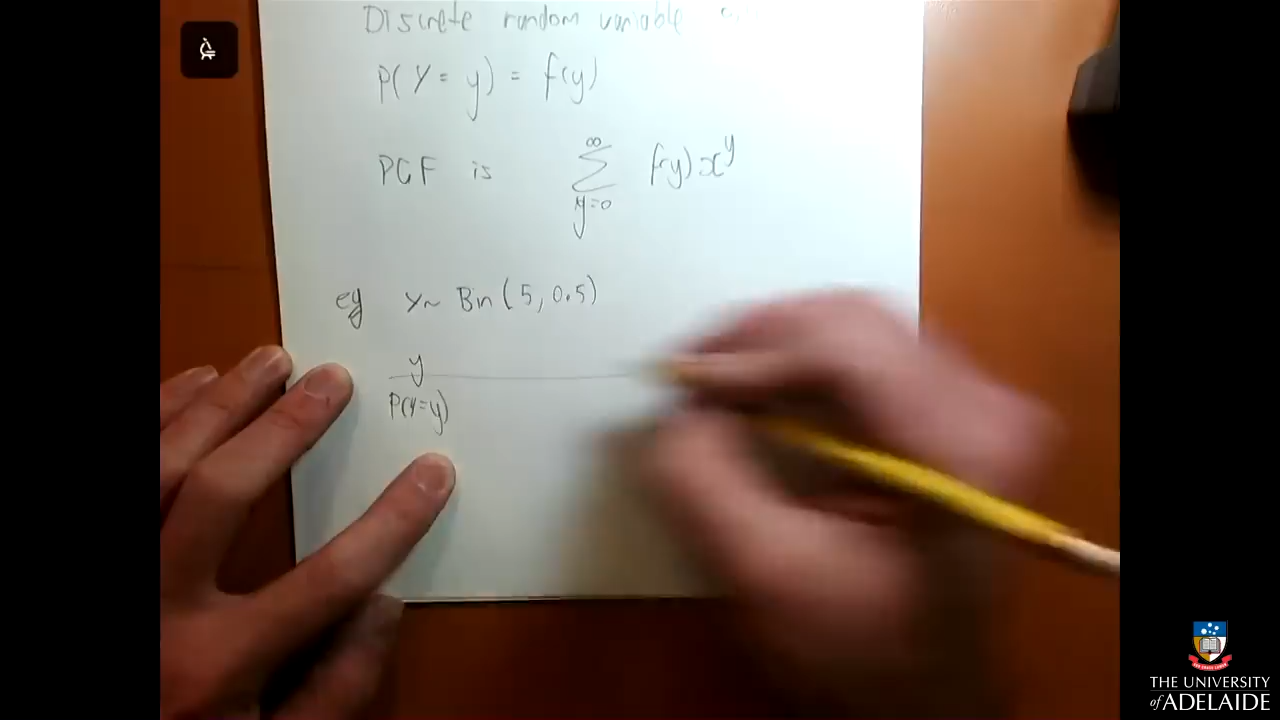 Discrete random variable
P(Y = y) = f(y)
PGF is ∑_{y=0}^{∞} f(y)x^y
eg Y~ Bin(5, 0.5)
y
P(Y=y)
THE UNIVERSITY
of ADELAIDE